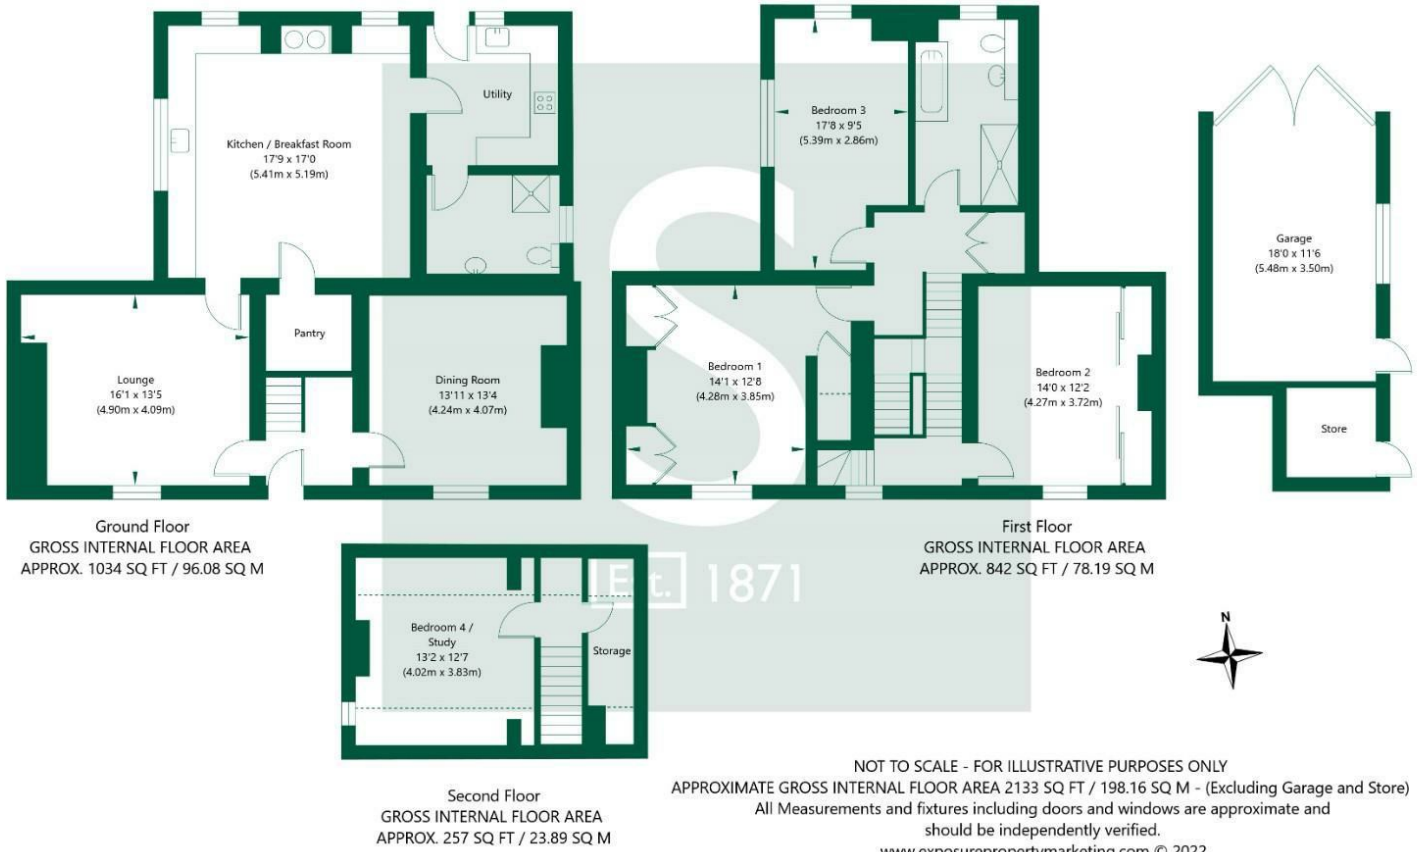 Kitchen / Breakfast Room
17'9 x 17'0
(5.41m x 5.19m)
Utility
Lounge
16'1 x 13'5
(4.90m x 4.09m)
Pantry
Dining Room
13'11 x 13'4
(4.24m x 4.07m)
Ground Floor
GROSS INTERNAL FLOOR AREA
APPROX. 1034 SQ FT / 96.08 SQ M
Bedroom 3
17'8 x 9'5
(5.39m x 2.86m)
Bedroom 1
14'1 x 12'8
(4.28m x 3.85m)
Bedroom 2
14'0 x 12'2
(4.27m x 3.72m)
First Floor
GROSS INTERNAL FLOOR AREA
APPROX. 842 SQ FT / 78.19 SQ M
Garage
18'0 x 11'6
(5.48m x 3.50m)
Store
S
Est. 1871
Bedroom 4 /
Study
13'2 x 12'7
(4.02m x 3.83m)
Storage
Second Floor
GROSS INTERNAL FLOOR AREA
APPROX. 257 SQ FT / 23.89 SQ M
N
NOT TO SCALE - FOR ILLUSTRATIVE PURPOSES ONLY
APPROXIMATE GROSS INTERNAL FLOOR AREA 2133 SQ FT / 198.16 SQ M - (Excluding Garage and Store)
All Measurements and fixtures including doors and windows are approximate and
should be independently verified.
www.exposurepropertymarketing.com © 2022